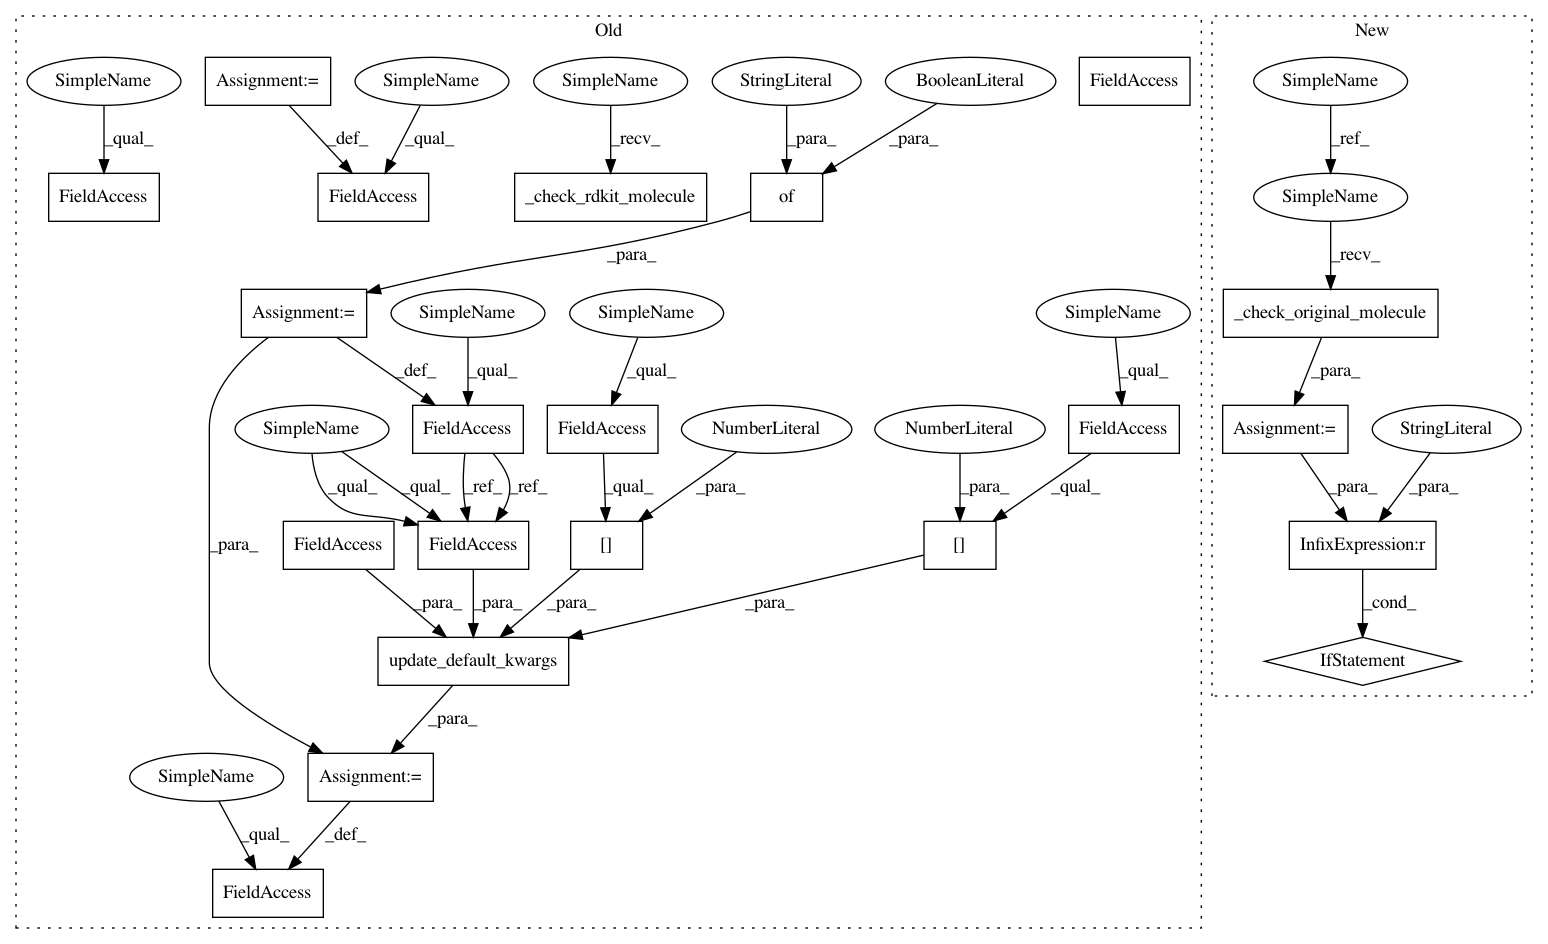 Old
New
SimpleName
Assignment:=
SimpleName
SimpleName
StringLiteral
BooleanLiteral
FieldAccess
SimpleName
_qual_
_def_
_qual_
_recv_
_para_
_para_
_ref_
FieldAccess
FieldAccess
_check_rdkit_molecule
of
SimpleName
_para_
_recv_
Assignment:=
SimpleName
SimpleName
SimpleName
_check_original_molecule
_def_
_qual_
_qual_
_qual_
_para_
SimpleName
FieldAccess
FieldAccess
NumberLiteral
NumberLiteral
FieldAccess
Assignment:=
StringLiteral
_qual_
_qual_
_ref_
_ref_
_qual_
_para_
_para_
_qual_
_para_
_para_
_para_
FieldAccess
FieldAccess
[]
[]
InfixExpression:r
_para_
_para_
_para_
_para_
_cond_
update_default_kwargs
IfStatement
_para_
SimpleName
Assignment:=
_qual_
_def_
FieldAccess